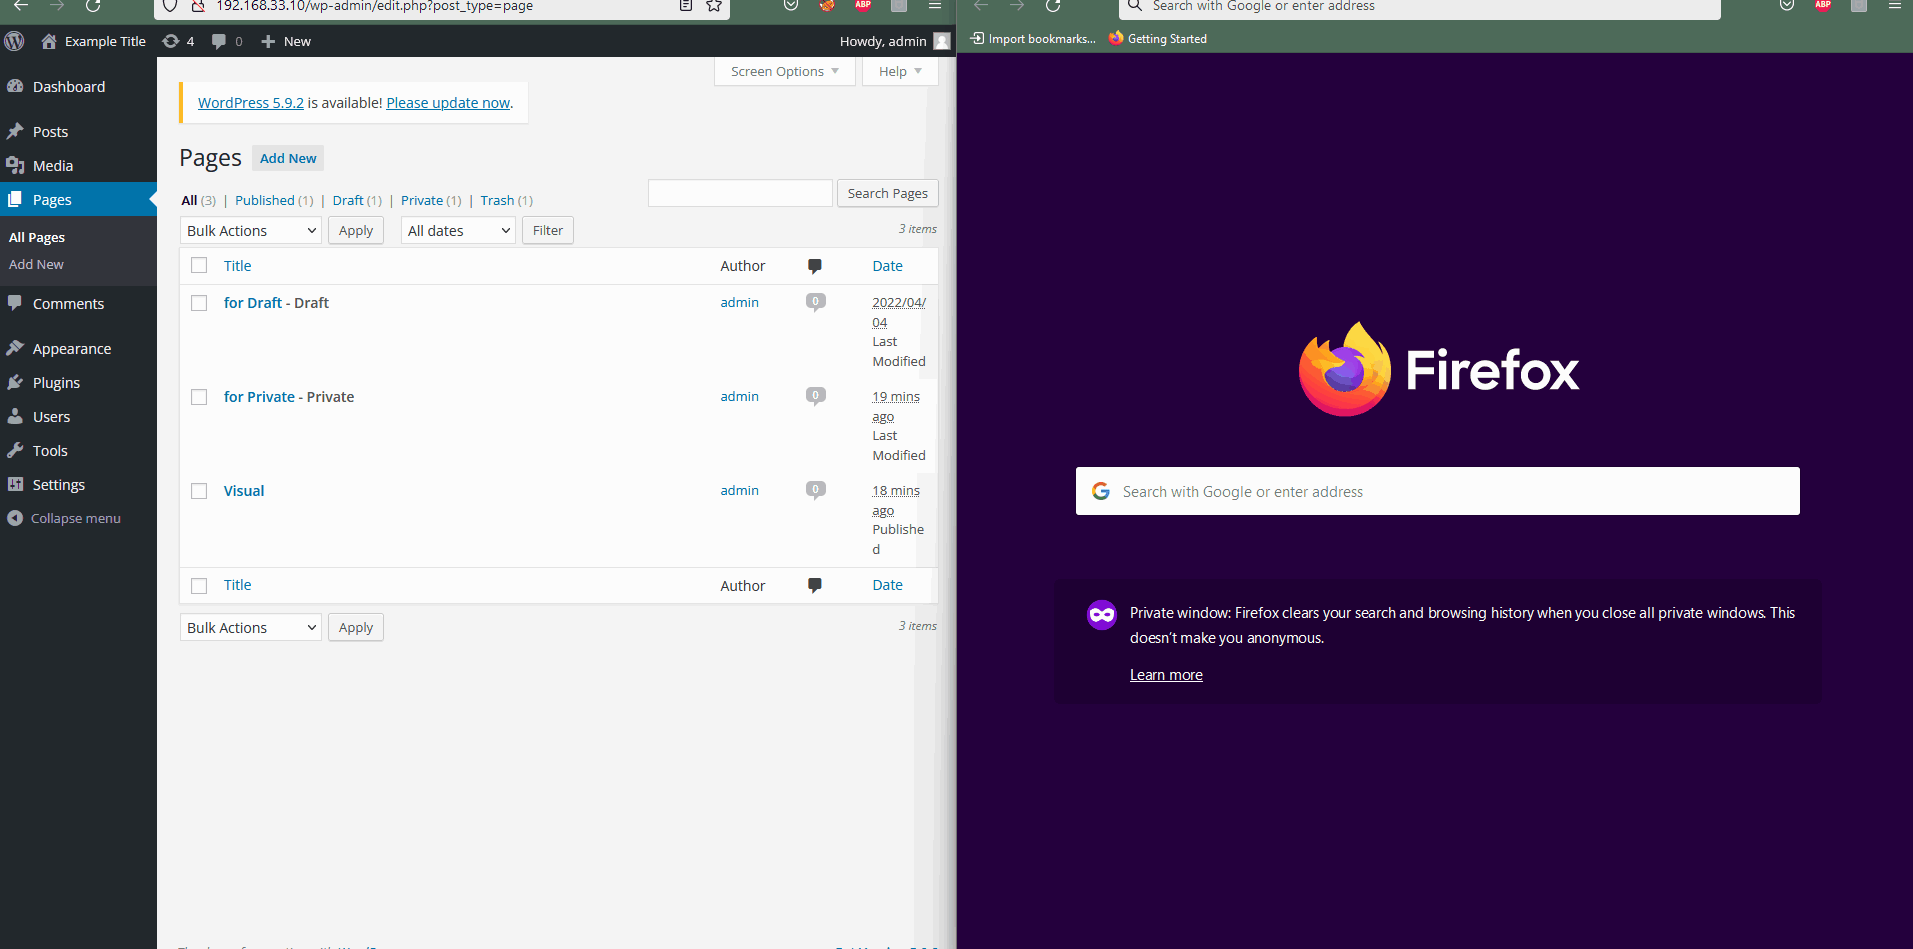 192.168.33.10/wp-admin/edit.php?post_type=page
ABP
Example Title 4 0 New Howdy, admin
Dashboard
Posts
Media
Pages
All Pages
Add New
Comments
Appearance
Plugins
Users
Tools
Settings
Collapse menu
Screen Options Help
WordPress 5.9.2 is available! Please update now.
Pages Add New
All (3) | Published (1) | Draft (1) | Private (1) | Trash (1)
Search Pages
Bulk Actions Apply All dates Filter 3 items
Title Author Date
for Draft - Draft admin 0 2022/04/
04
Last
Modified
for Private - Private admin 0 19 mins
ago
Last
Modified
Visual admin 0 18 mins
ago
Publishe
d
Title Author Date
Bulk Actions Apply 3 items
Search with Google or enter address
ABP
Import bookmarks... Getting Started
Firefox
G Search with Google or enter address
Private window: Firefox clears your search and browsing history when you close all private windows. This
doesn't make you anonymous.
Learn more